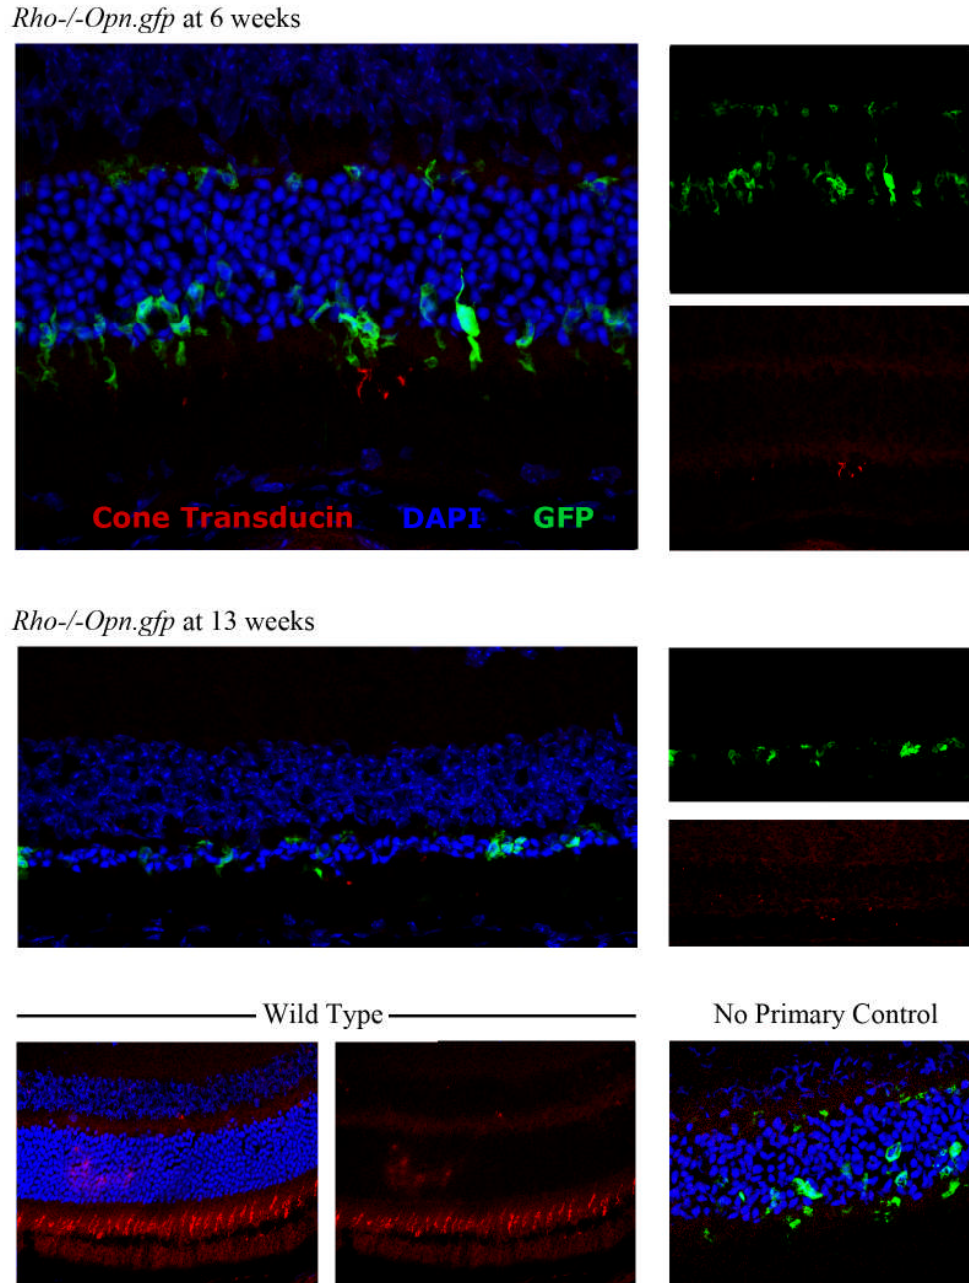 Rho-/-Opn.gfp at 6 weeks
Cone Transducin DAPI GFP
Rho-/-Opn.gfp at 13 weeks
Wild Type
No Primary Control